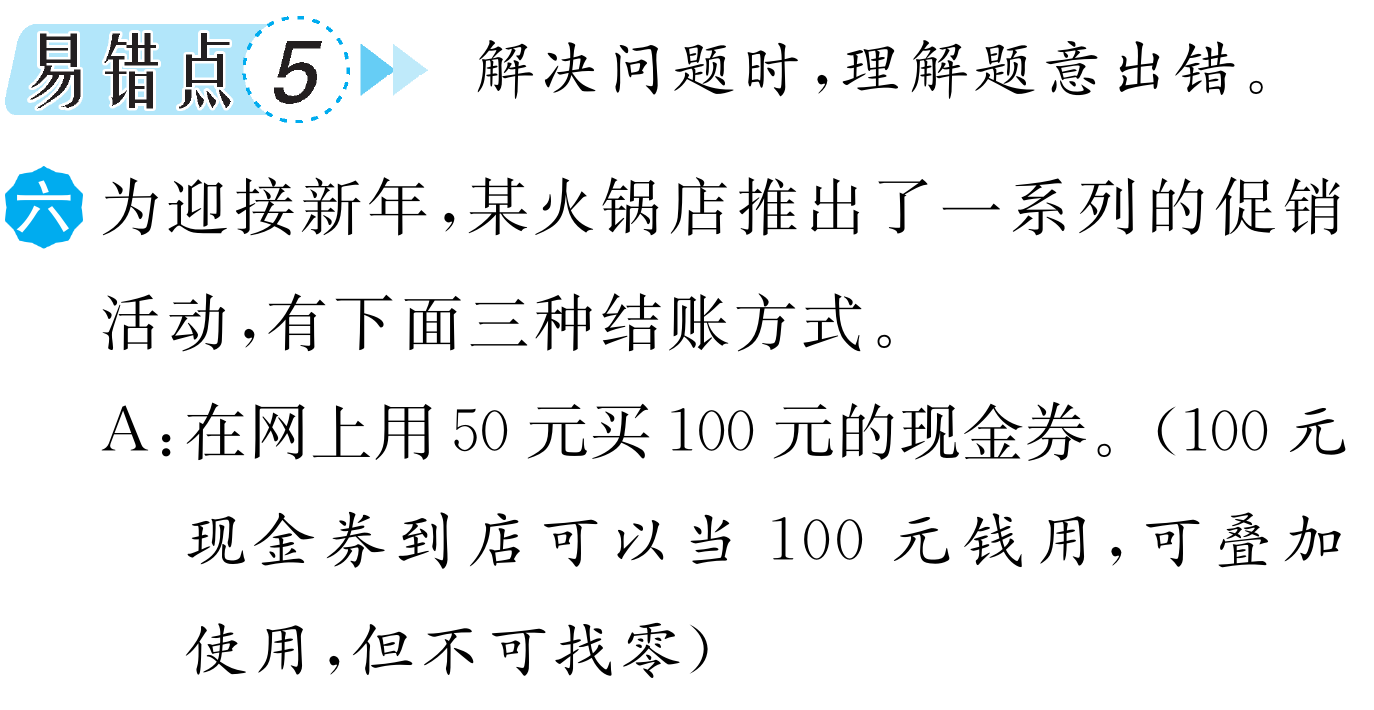 易错点5 解决问题时,理解题意出错。
六 为迎接新年,某火锅店推出了一系列的促销
活动,有下面三种结账方式。
A:在网上用50元买100元的现金券。(100元
现金券到店可以当100元钱用,可叠加
使用,但不可找零)